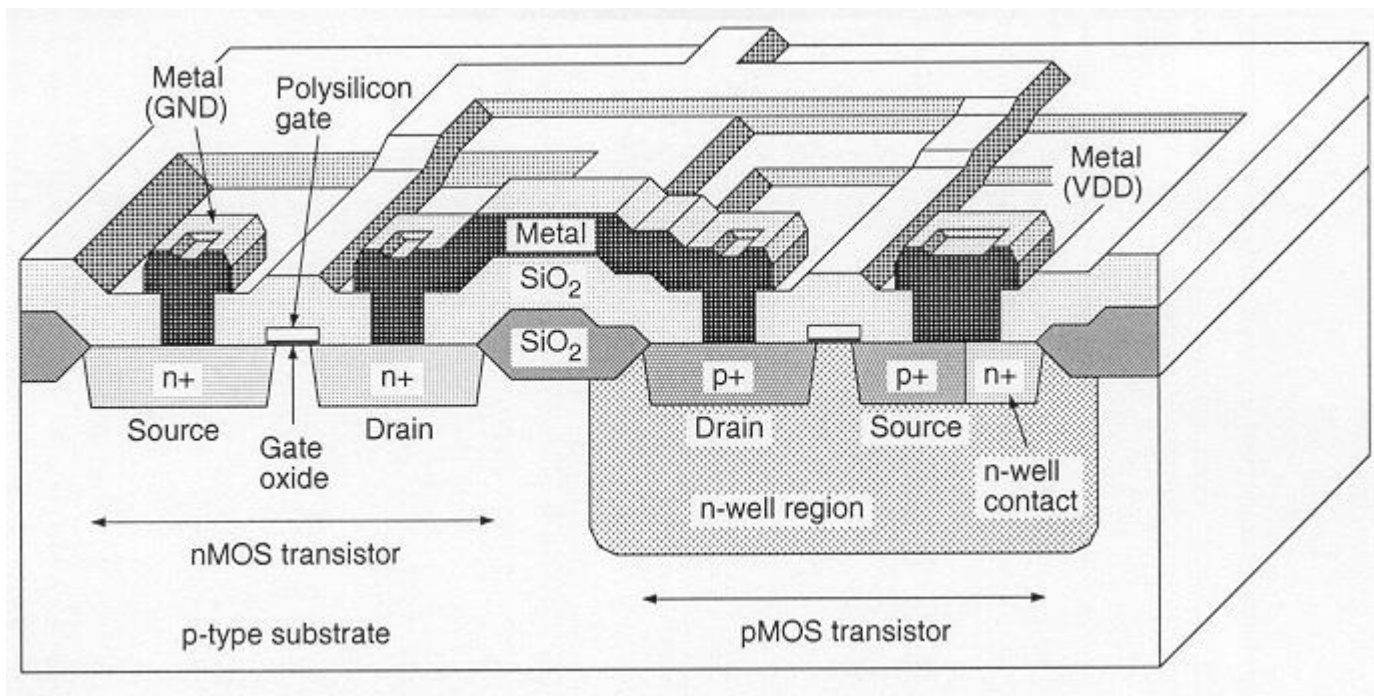 Metal
(GND)
Polysilicon
gate
Metal
(VDD)
Metal
SiO2
SiO2
n+
n+
p+
p+
n+
Source
Gate
oxide
Drain
Drain
Source
n-well
contact
n-well region
nMOS transistor
pMOS transistor
p-type substrate